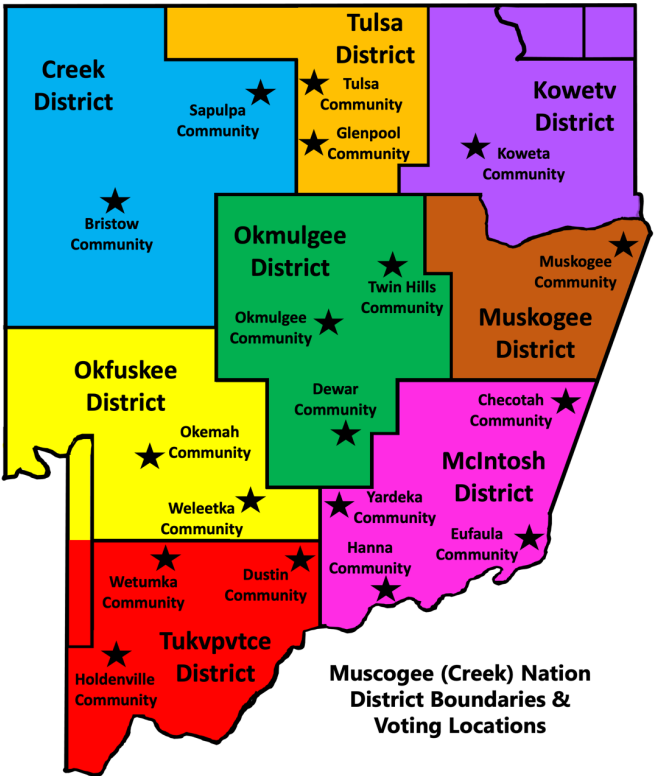 Tulsa
District
Creek
District
Tulsa
Community
Sapulpa
Community
Kowetv
District
Glenpool
Community
Koweta
Community
Bristow
Community
Okmulgee
District
Muskogee
Community
Twin Hills
Community
Okmulgee
Community
Muskogee
District
Okfuskee
District
Dewar
Community
Checotah
Community
Okemah
Community
McIntosh
District
Weleetka
Community
Yardeka
Community
Hanna
Community
Eufaula
Community
Wetumka
Community
Dustin
Community
Tukvpvtce
District
Holdenville
Community
Muscogee (Creek) Nation
District Boundaries &
Voting Locations